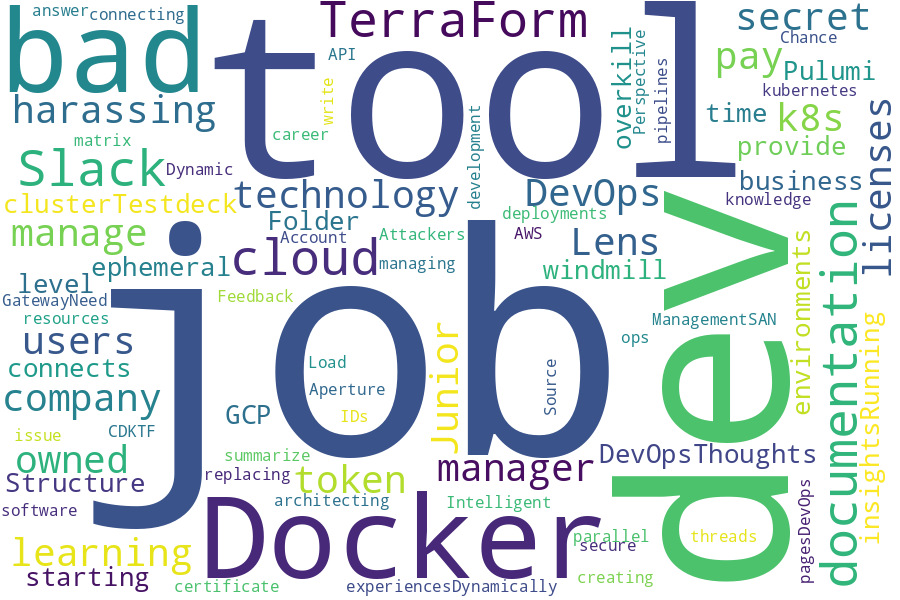 answer
connecting
bad
tool
TerraForm
secret
API
Chance
overkill
Perspective
pipelines
pay
Pulumi
kubernetes
harassing
write
career
time
k8s
licenses
matrix
development
provide
Slack
Dynamic
technology
DevOps
business
knowledge
clusterTestdeck
Folder
deployments
dev
documentation
manage
Account
Attackers
AWS
Lens
cloud
managing
windmill
environments
ephemeral
level
Feedback
GatewayNeed
job
ManagementSAN
resources
users
Junior
ops
insightsRunning
connects
Load
Source
company
Aperture
GCP
IDs
CDKTF
issue
owned
summarize
manager
DevOpsThoughts
Structure
replacing
token
pagesDevOps
software
architecting
Intelligent
Docker
learning
parallel
threads
secure
starting
certificate
experiencesDynamically
creating